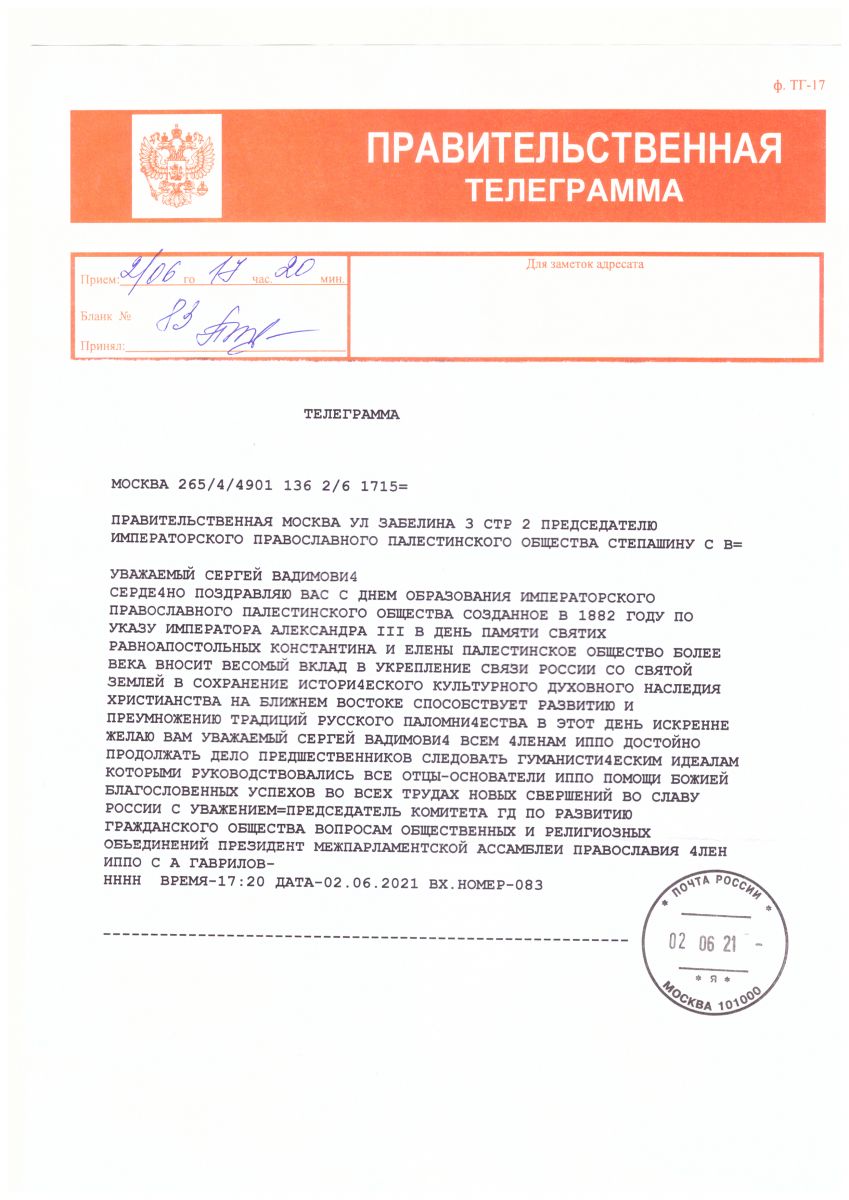 ф. ТГ-17
ПРАВИТЕЛЬСТВЕННАЯ
ТЕЛЕГРАММА
Прием: 2/06 го 17 час. 20 мин.
Для заметок адресата
Бланк № 83
Принял:
ТЕЛЕГРАММА
МОСКВА 265/4/4901 136 2/6 1715=
ПРАВИТЕЛЬСТВЕННАЯ МОСКВА УЛ ЗАБЕЛИНА 3 СТР 2 ПРЕДСЕДАТЕЛЮ
ИМПЕРАТОРСКОГО ПРАВОСЛАВНОГО ПАЛЕСТИНСКОГО ОБЩЕСТВА СТЕПАШИНУ С В=
УВАЖАЕМЫЙ СЕРГЕЙ ВАДИМОВИ4
СЕРДЕ4НО ПОЗДРАВЛЯЮ ВАС С ДНЕМ ОБРАЗОВАНИЯ ИМПЕРАТОРСКОГО
ПРАВОСЛАВНОГО ПАЛЕСТИНСКОГО ОБЩЕСТВА СОЗДАННОЕ В 1882 ГОДУ ПО
УКАЗУ ИМПЕРАТОРА АЛЕКСАНДРА III В ДЕНЬ ПАМЯТИ СВЯТИХ
РАВНОАПОСТОЛЬНЫХ КОНСТАНТИНА И ЕЛЕНЫ ПАЛЕСТИНСКОЕ ОБЩЕСТВО БОЛЕЕ
ВЕКА ВНОСИТ ВЕСОМЫЙ ВКЛАД В УКРЕПЛЕНИЕ СВЯЗИ РОССИИ СО СВЯТОЙ
ЗЕМЛЕЙ В СОХРАНЕНИЕ ИСТОРИ4ЕСКОГО КУЛЬТУРНОГО ДУХОВНОГО НАСЛЕДИЯ
ХРИСТИАНСТВА НА БЛИЖНЕМ ВОСТОКЕ СПОСОБСТВУЕТ РАЗВИТИЮ И
ПРЕУМНОЖЕНИЮ ТРАДИЦИЙ РУССКОГО ПАЛОМНИ4ЕСТВА В ЭТОТ ДЕНЬ ИСКРЕННЕ
ЖЕЛАЮ ВАМ УВАЖАЕМЫЙ СЕРГЕЙ ВАДИМОВИ4 ВСЕМ 4ЛЕНАМ ИППО ДОСТОЙНО
ПРОДОЛЖАТЬ ДЕЛО ПРЕДШЕСТВЕННИКОВ СЛЕДОВАТЬ ГУМАНИСТИ4ЕСКИМ ИДЕАЛАМ
КОТОРЫМИ РУКОВОДСТВОВАЛИСЬ ВСЕ ОТЦЫ-ОСНОВАТЕЛИ ИППО ПОМОЩИ БОЖИЕЙ
БЛАГОСЛОВЕННЫХ УСПЕХОВ ВО ВСЕХ ТРУДАХ НОВЫХ СВЕРШЕНИЙ ВО СЛАВУ
РОССИИ С УВАЖЕНИЕМ=ПРЕДСЕДАТЕЛЬ КОМИТЕТА ГД ПО РАЗВИТИЮ
ГРАЖДАНСКОГО ОБЩЕСТВА ВОПРОСАМ ОБЩЕСТВЕННЫХ И РЕЛИГИОЗНЫХ
ОБЬЕДИНЕНИЙ ПРЕЗИДЕНТ МЕЖПАРЛАМЕНТСКОЙ АССАМБЛЕИ ПРАВОСЛАВИЯ 4ЛЕН
ИППО С А ГАВРИЛОВ-
НННН ВРЕМЯ-17:20 ДАТА-02.06.2021 ВХ.НОМЕР-083
* ПОЧТА РОССИИ *
02 06 21 -
* Я *
МОСКВА 101000